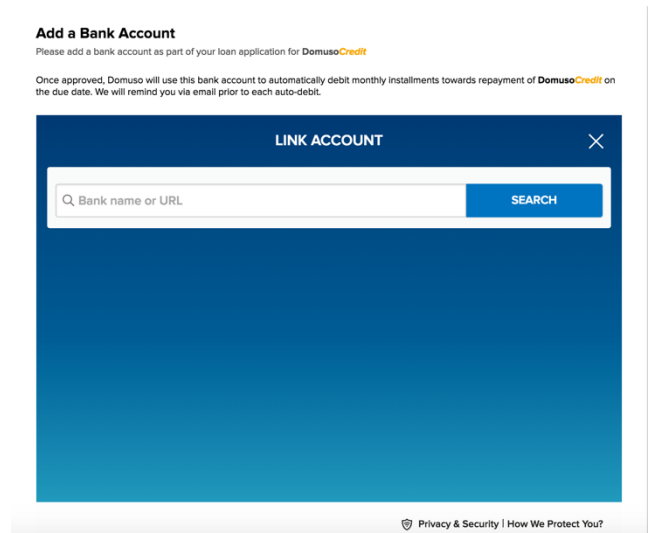 Add a Bank Account
Please add a bank account as part of your loan application for DomusoCredit
Once approved, Domuso will use this bank account to automatically debit monthly installments towards repayment of DomusoCredit on
the due date. We will remind you via email prior to each auto-debit.
LINK ACCOUNT
Bank name or URL
SEARCH
Privacy & Security | How We Protect You?